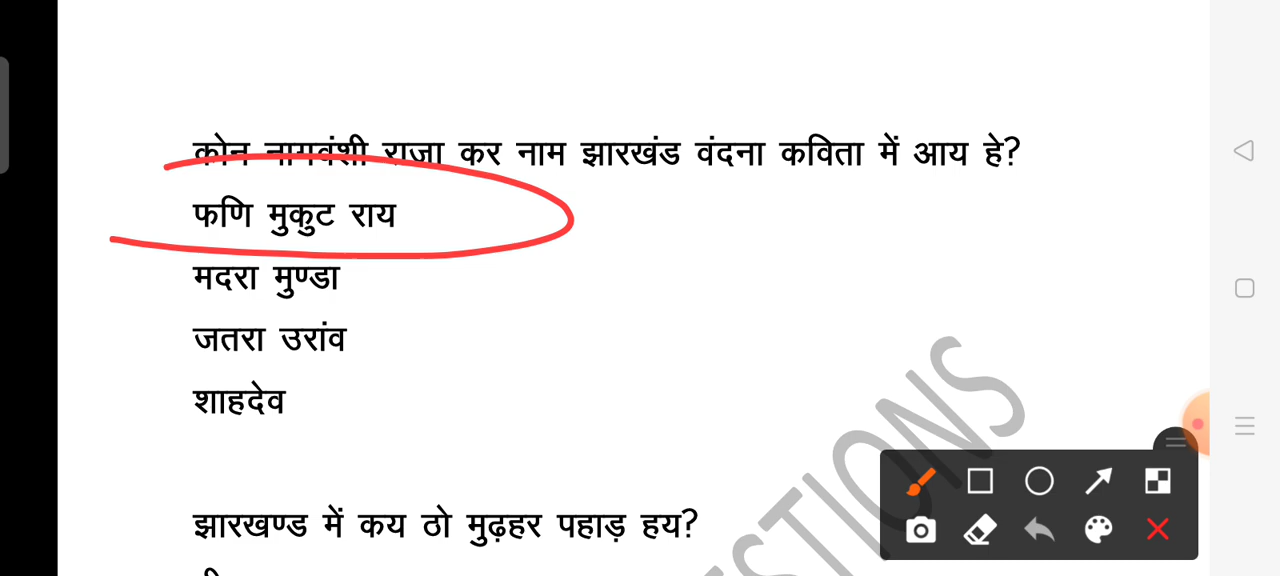 कोन नागवंशी राजा कर नाम झारखंड वंदना कविता में आय हे?
फणि मुकुट राय
मदरा मुण्डा
जतरा उरांव
शाहदेव
झारखण्ड में कय ठो मुढ़हर पहाड़ हय?